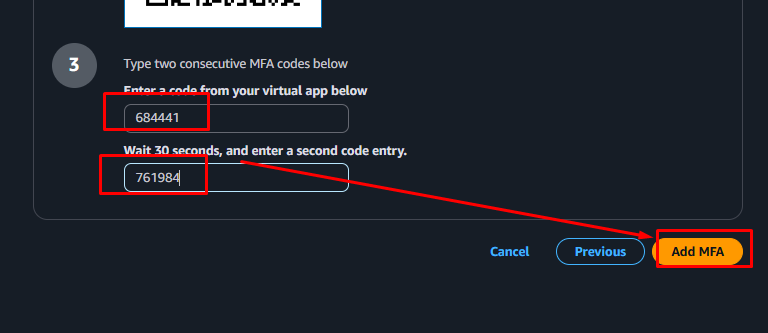 3
Type two consecutive MFA codes below
Enter a code from your virtual app below
684441
Wait 30 seconds, and enter a second code entry.
761984
Cancel
Previous
Add MFA